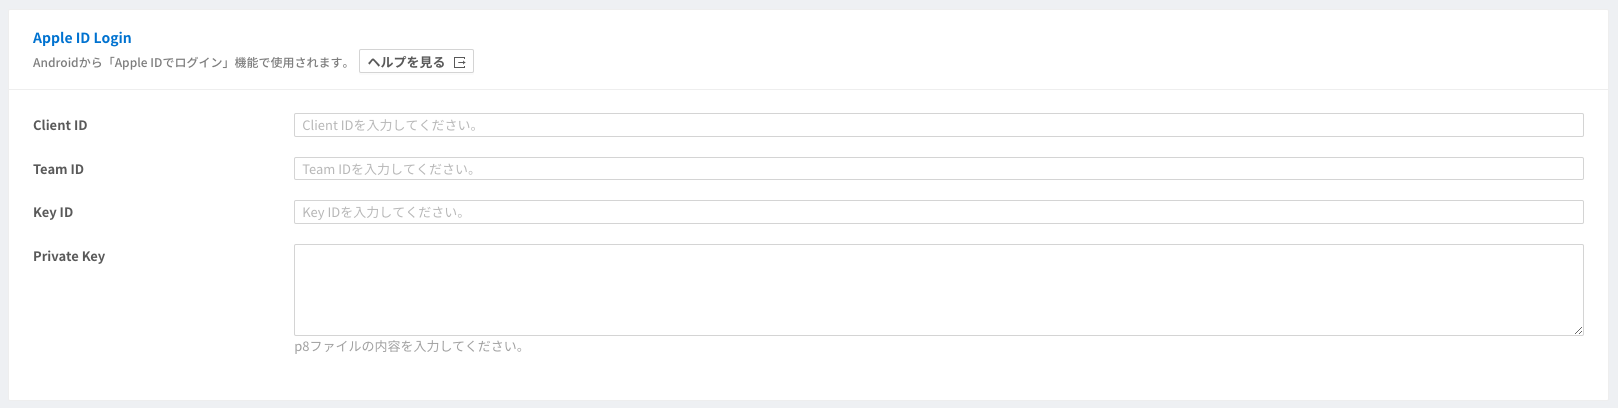 Apple ID Login
Androidから「Apple IDでログイン」機能で使用されます。 ヘルプを見る
Client ID Client IDを入力してください。
Team ID Team IDを入力してください。
Key ID Key IDを入力してください。
Private Key
p8ファイルの内容を入力してください。